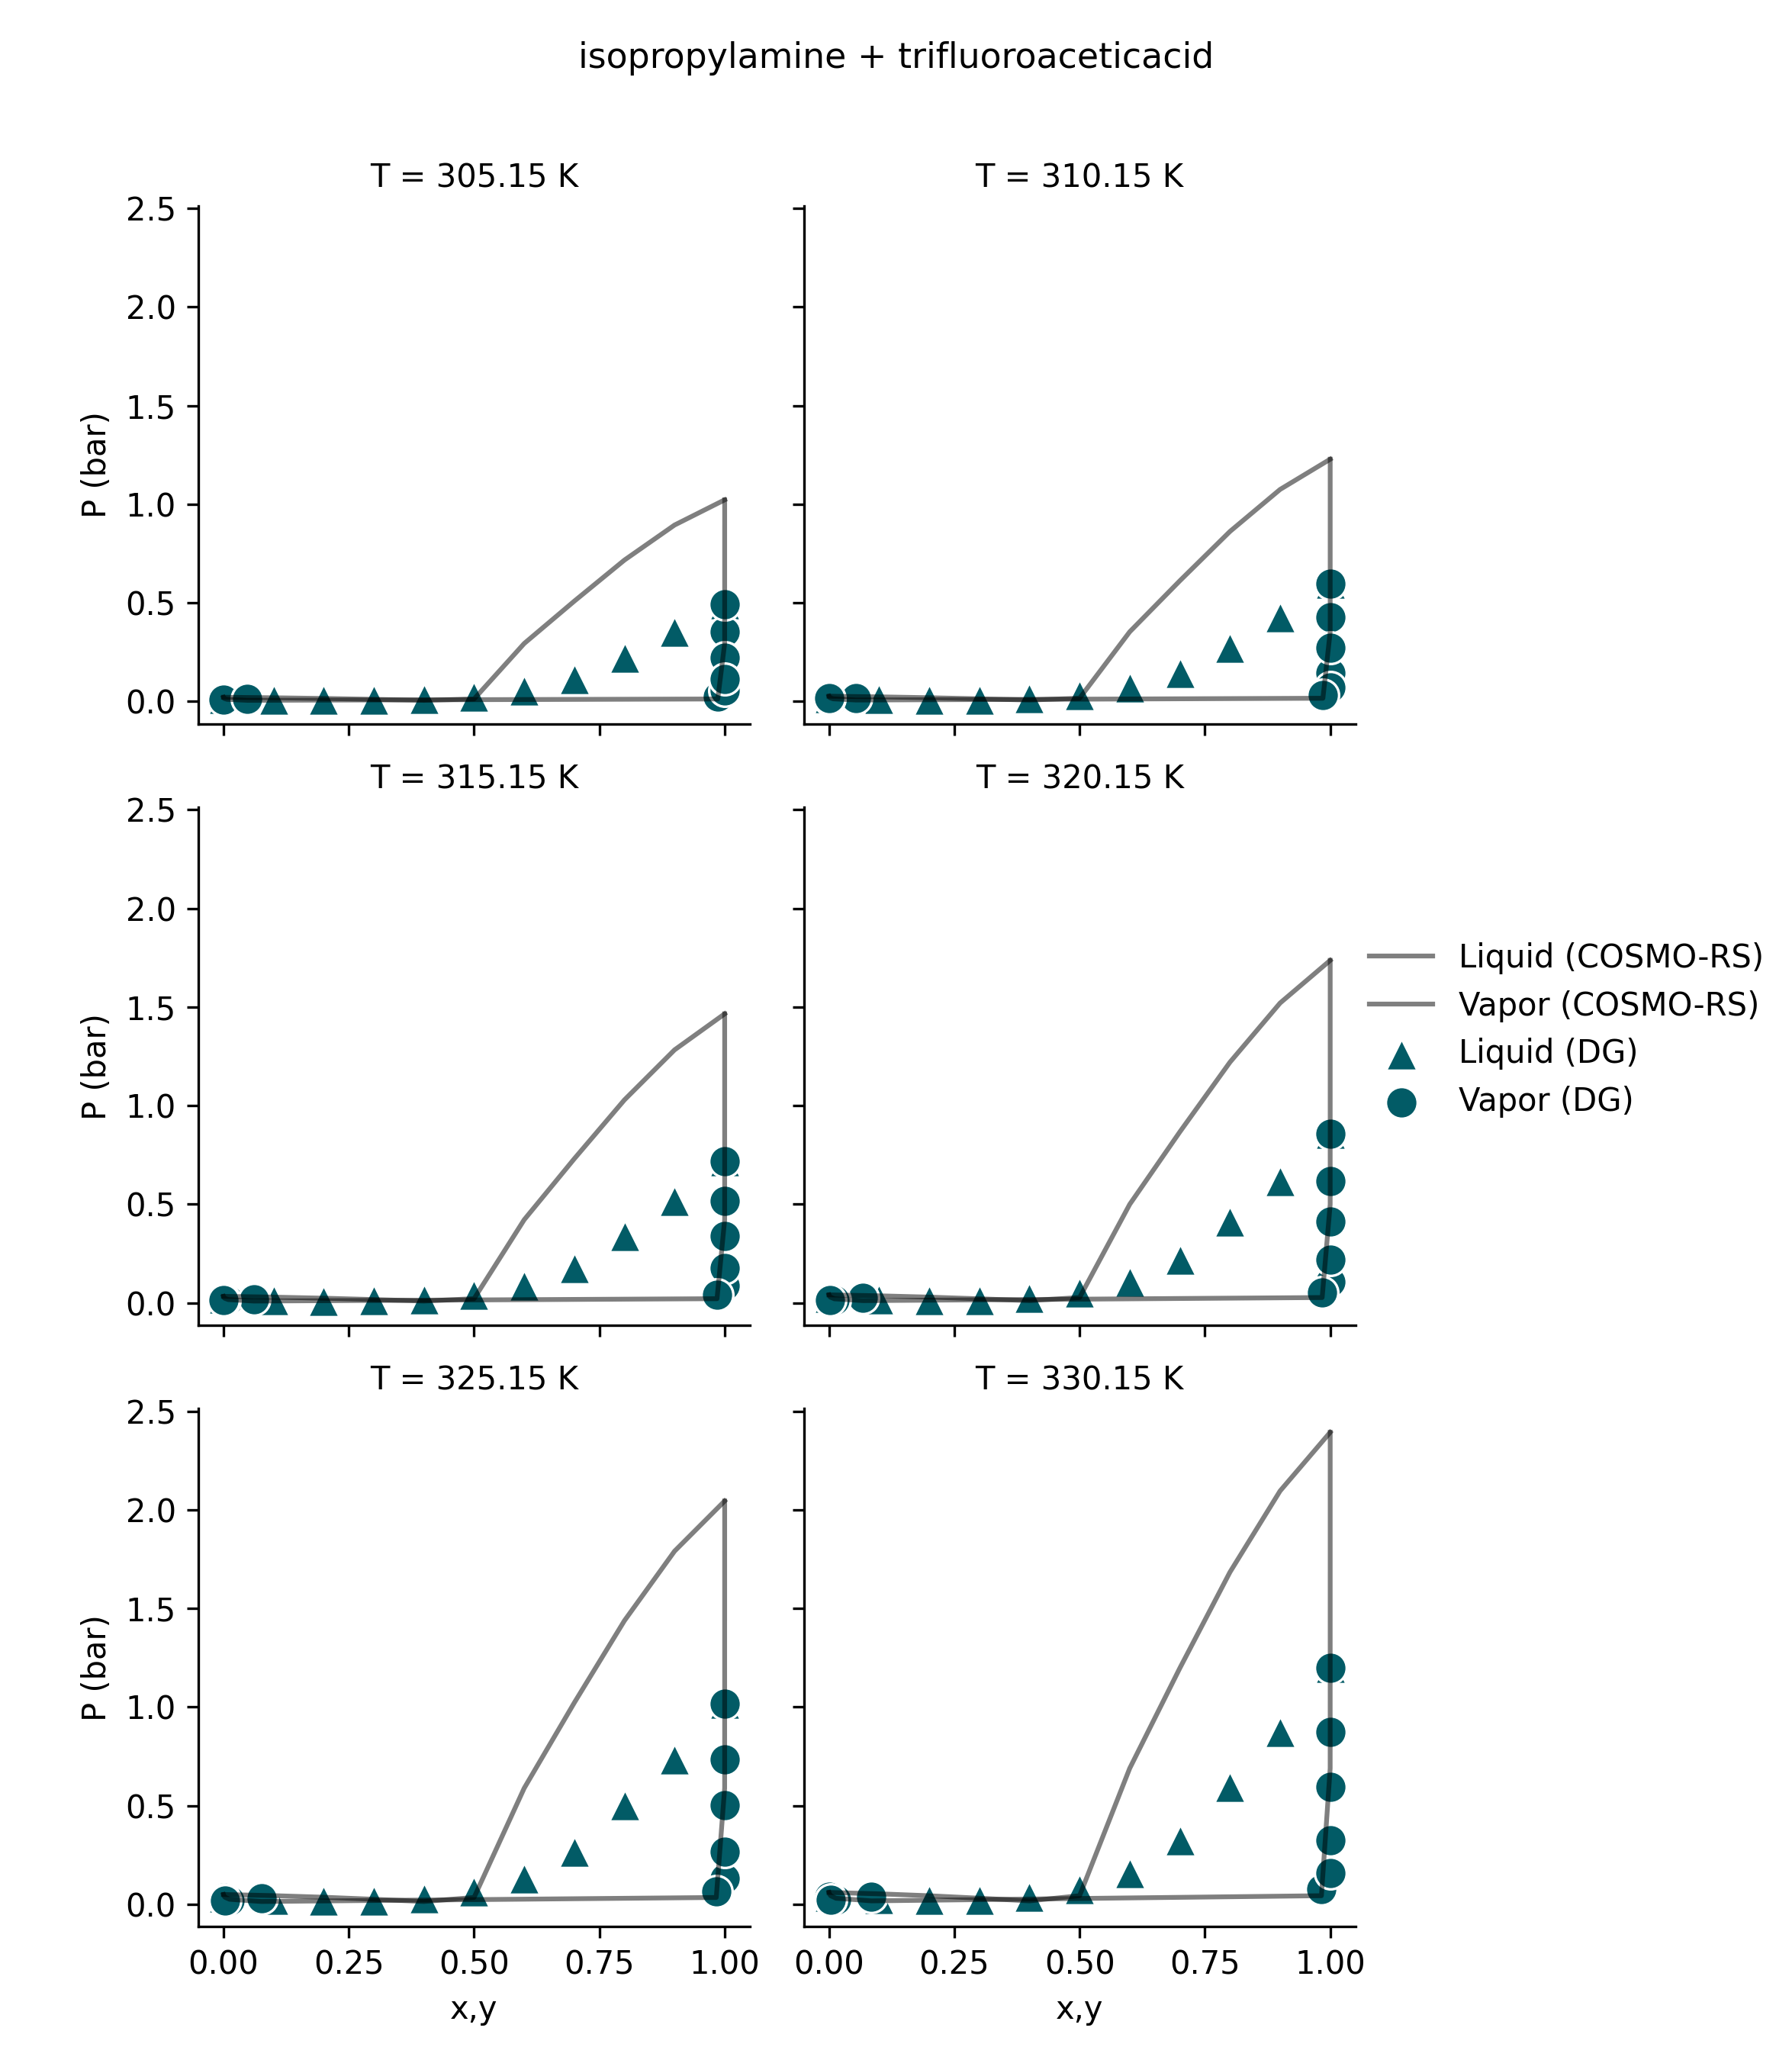 isopropylamine + trifluoroaceticacid
T = 305.15 K
T = 310.15 K
2.5
2.0
1.5
1.0
0.5
0.0
P (bar)
T = 315.15 K
T = 320.15 K
2.5
2.0
1.5
1.0
0.5
0.0
P (bar)
Liquid (COSMO-RS)
Vapor (COSMO-RS)
Liquid (DG)
Vapor (DG)
T = 325.15 K
T = 330.15 K
2.5
2.0
1.5
1.0
0.5
0.0
P (bar)
0.00 0.25 0.50 0.75 1.00
0.00 0.25 0.50 0.75 1.00
x,y
x,y